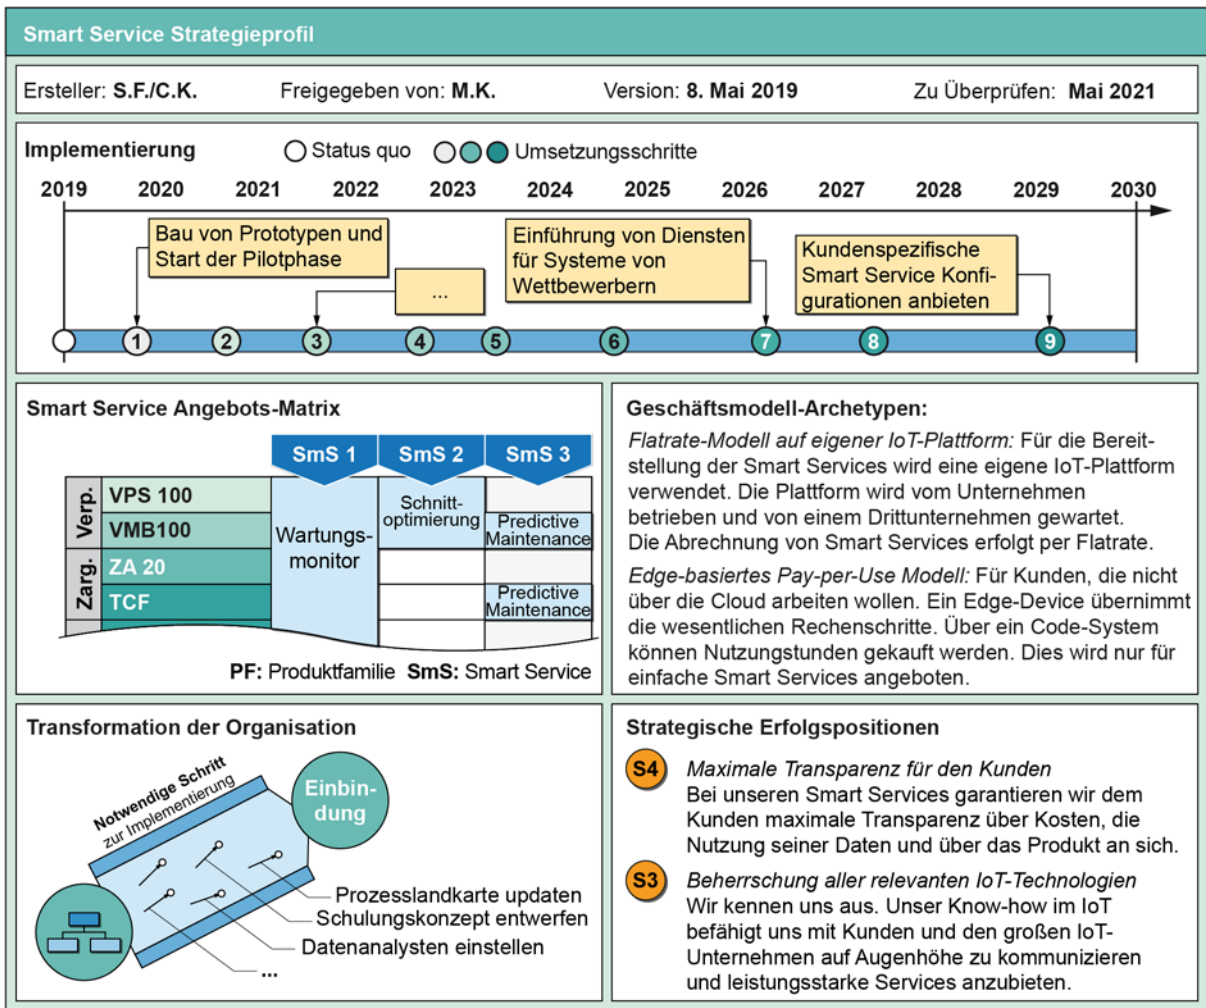 Smart Service Strategieprofil
Ersteller: S.F./C.K. Freigegeben von: M.K. Version: 8. Mai 2019 Zu Überprüfen: Mai 2021
Implementierung Status quo Umsetzungsschritte
2019 2020 2021 2022 2023 2024 2025 2026 2027 2028 2029 2030
Bau von Prototypen und
Start der Pilotphase
...
Einführung von Diensten
für Systeme von
Wettbewerbern
Kundenspezifische
Smart Service Konfi-
gurationen anbieten
1 2 3 4 5 6 7 8 9
Smart Service Angebots-Matrix
SmS 1 SmS 2 SmS 3
Verp.
VPS 100
VMB100
Zarg.
ZA 20
TCF
Wartungs-
monitor
Schnitt-
optimierung
Predictive
Maintenance
Predictive
Maintenance
PF: Produktfamilie SmS: Smart Service
Geschäftsmodell-Archetypen:
Flatrate-Modell auf eigener IoT-Plattform: Für die Bereit-
stellung der Smart Services wird eine eigene IoT-Plattform
verwendet. Die Plattform wird vom Unternehmen
betrieben und von einem Drittunternehmen gewartet.
Die Abrechnung von Smart Services erfolgt per Flatrate.
Edge-basiertes Pay-per-Use Modell: Für Kunden, die nicht
über die Cloud arbeiten wollen. Ein Edge-Device übernimmt
die wesentlichen Rechenschritte. Über ein Code-System
können Nutzungstunden gekauft werden. Dies wird nur für
einfache Smart Services angeboten.
Transformation der Organisation
Notwendige Schritt
zur Implementierung
Einbin-
dung
Prozesslandkarte updaten
Schulungskonzept entwerfen
Datenanalysten einstellen
...
Strategische Erfolgspositionen
S4 Maximale Transparenz für den Kunden
Bei unseren Smart Services garantieren wir dem
Kunden maximale Transparenz über Kosten, die
Nutzung seiner Daten und über das Produkt an sich.
S3 Beherrschung aller relevanten IoT-Technologien
Wir kennen uns aus. Unser Know-how im IoT
befähigt uns mit Kunden und den großen IoT-
Unternehmen auf Augenhöhe zu kommunizieren
und leistungsstarke Services anzubieten.